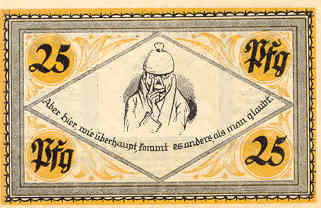 25 Pfg
Aber hier, wie überhaupt, kommt es anders, als man glaubt.
Pfg 25